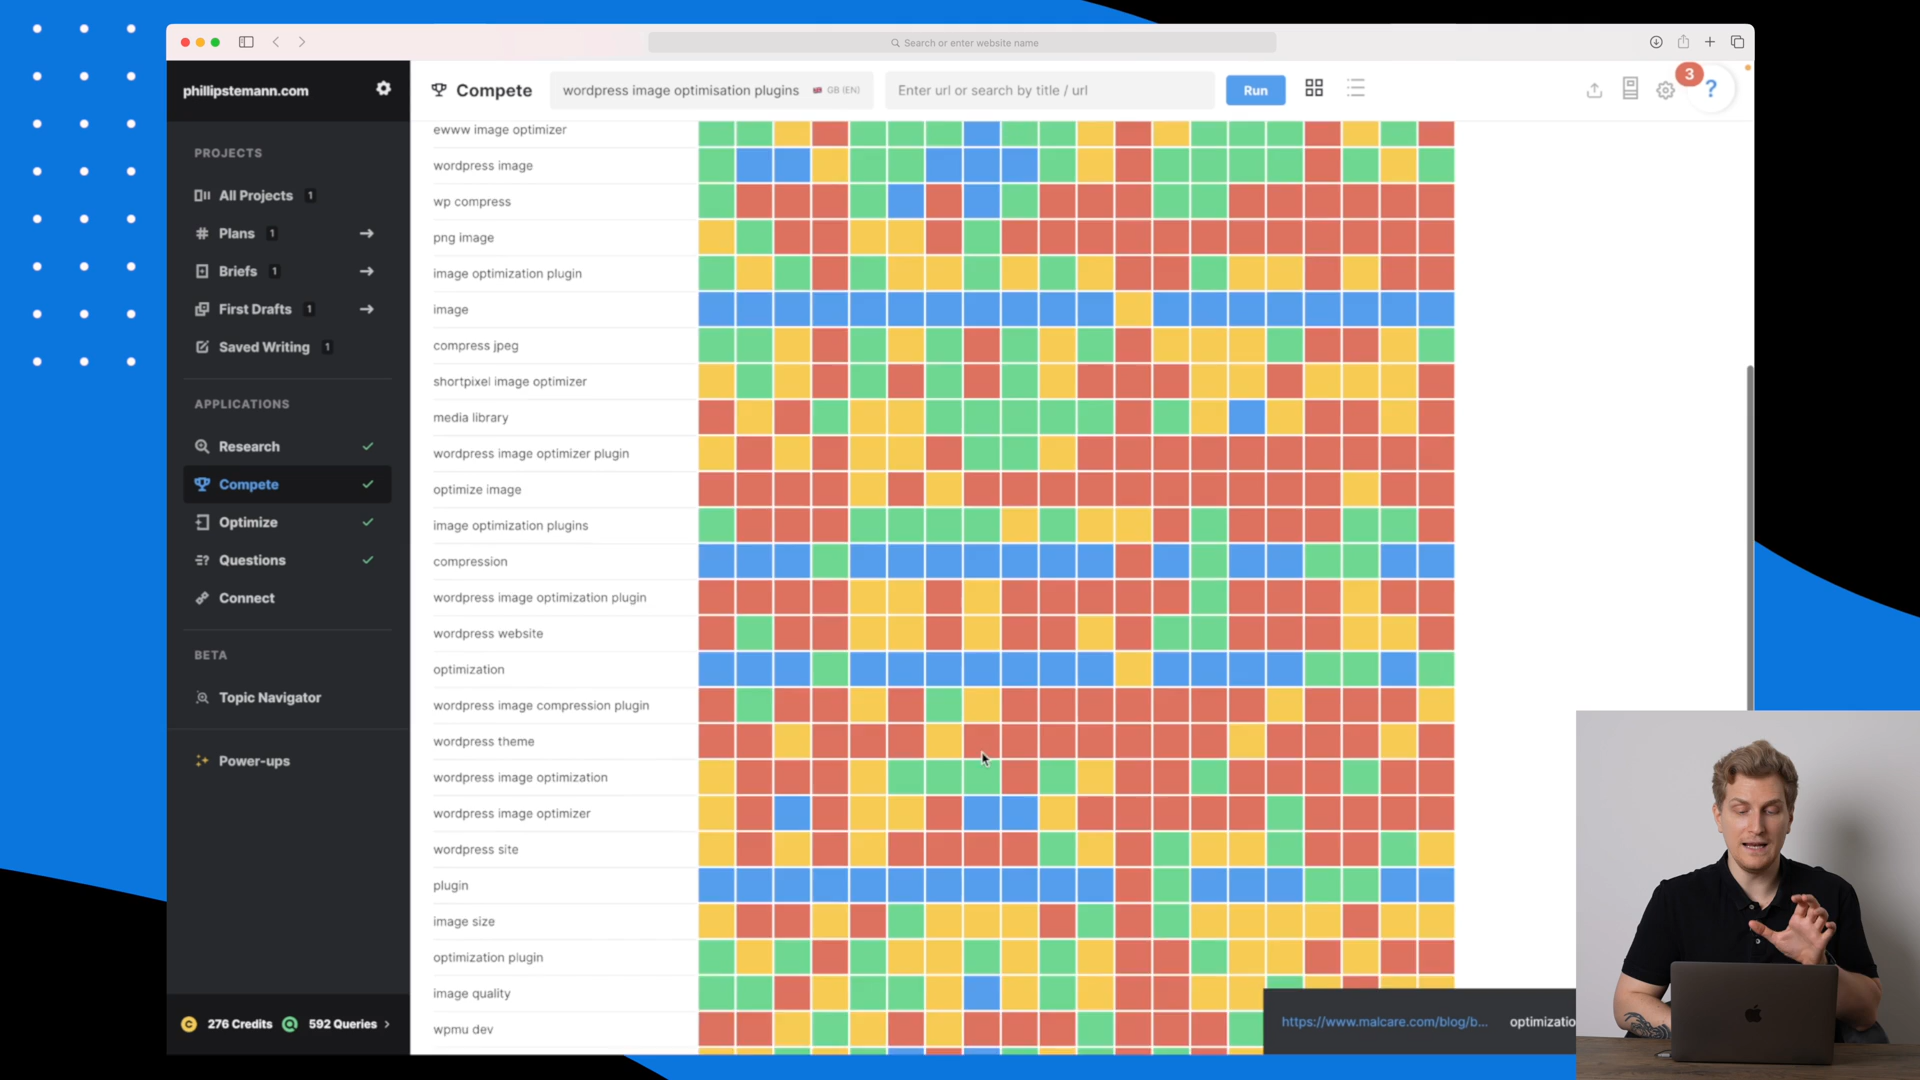 Search or enter website name
phillipstemann.com
Compete
wordpress image optimisation plugins
GB (EN)
Enter url or search by title / url
Run
3
?
PROJECTS
All Projects 1
Plans 1
Briefs 1
First Drafts 1
Saved Writing 1
APPLICATIONS
Research
Compete
Optimize
Questions
Connect
BETA
Topic Navigator
Power-ups
C 276 Credits 592 Queries
ewww image optimizer
wordpress image
wp compress
png image
image optimization plugin
image
compress jpeg
shortpixel image optimizer
media library
wordpress image optimizer plugin
optimize image
image optimization plugins
compression
wordpress image optimization plugin
wordpress website
optimization
wordpress image compression plugin
wordpress theme
wordpress image optimization
wordpress image optimizer
wordpress site
plugin
image size
optimization plugin
image quality
wpmu dev
https://www.malcare.com/blog/b... optimizatio